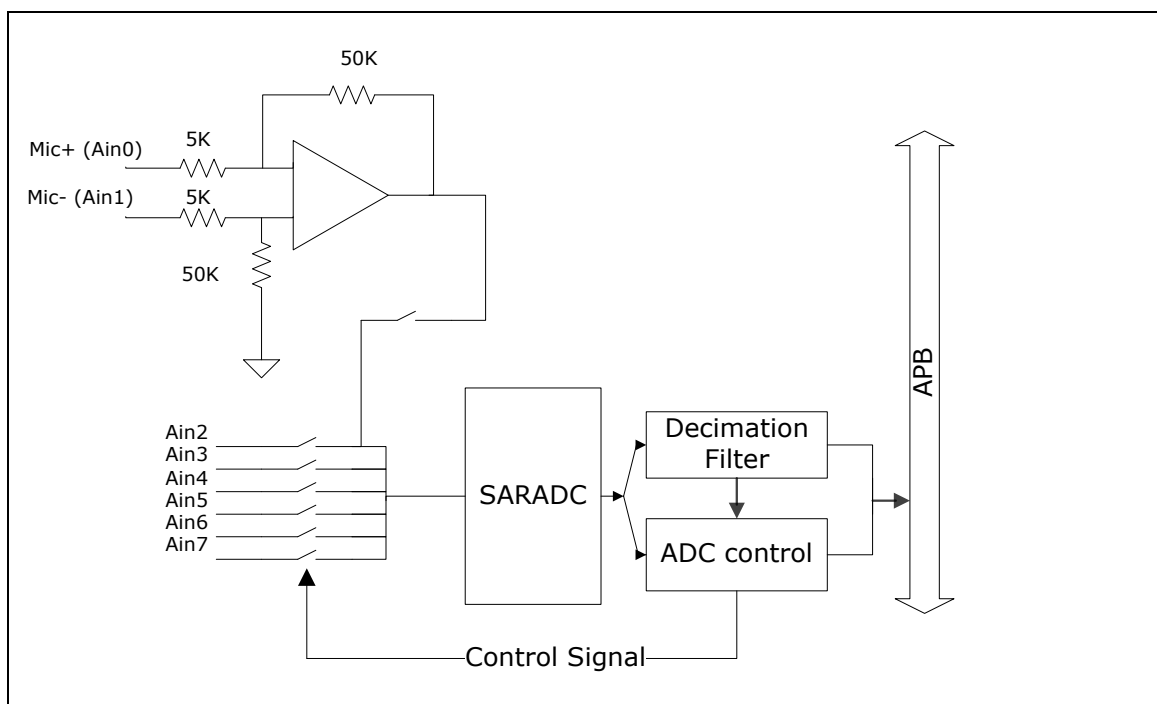 50K
5K
Mic+ (Ain0)
Mic- (Ain1)
5K
50K
APB
Ain2
Ain3
Ain4
Ain5
Ain6
Ain7
SARADC
Decimation
Filter
ADC control
Control Signal